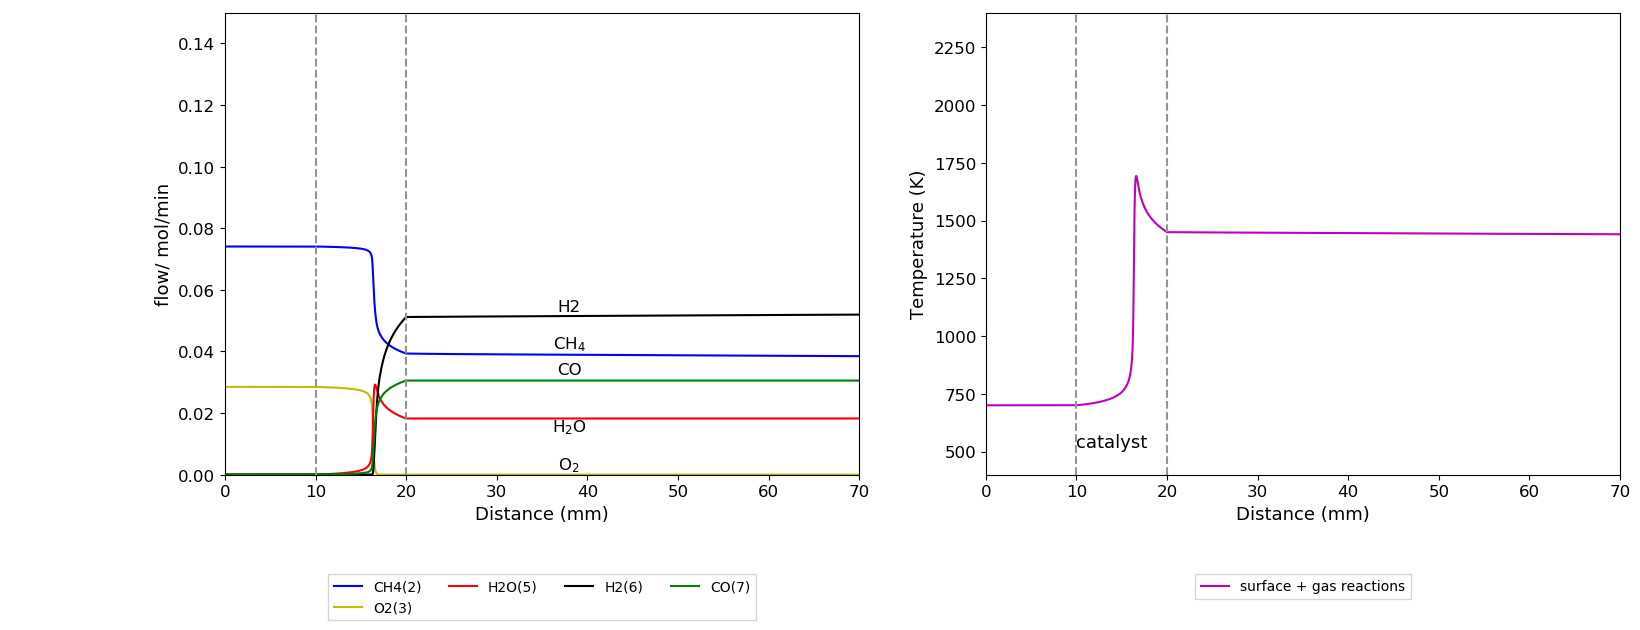 0.14
0.12
0.10
0.08
0.06
0.04
0.02
0.00
flow/ mol/min
H2
CH₄
CO
H₂O
O₂
0 10 20 30 40 50 60 70
Distance (mm)
CH4(2) H2O(5) H2(6) CO(7)
O2(3)
2250
2000
1750
1500
1250
1000
750
500
Temperature (K)
catalyst
0 10 20 30 40 50 60 70
Distance (mm)
surface + gas reactions